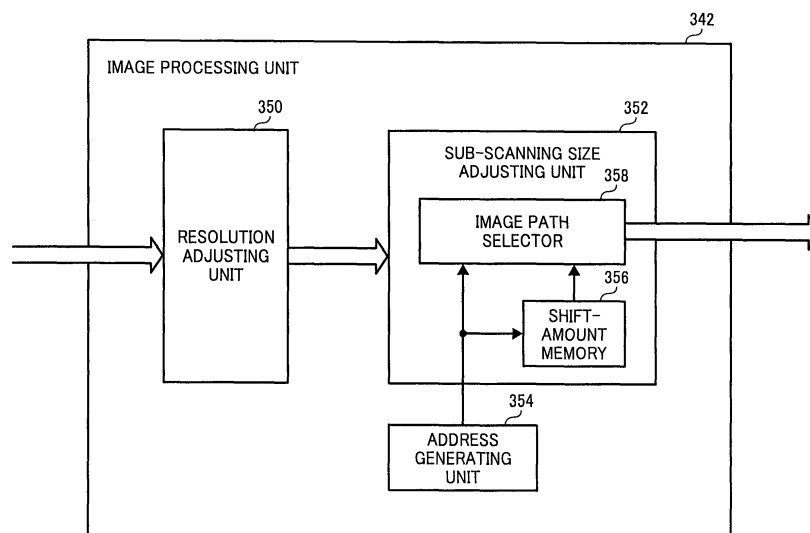 342
IMAGE PROCESSING UNIT
350
352
SUB-SCANNING SIZE
ADJUSTING UNIT
358
IMAGE PATH
SELECTOR
RESOLUTION
ADJUSTING
UNIT
356
SHIFT-
AMOUNT
MEMORY
354
ADDRESS
GENERATING
UNIT